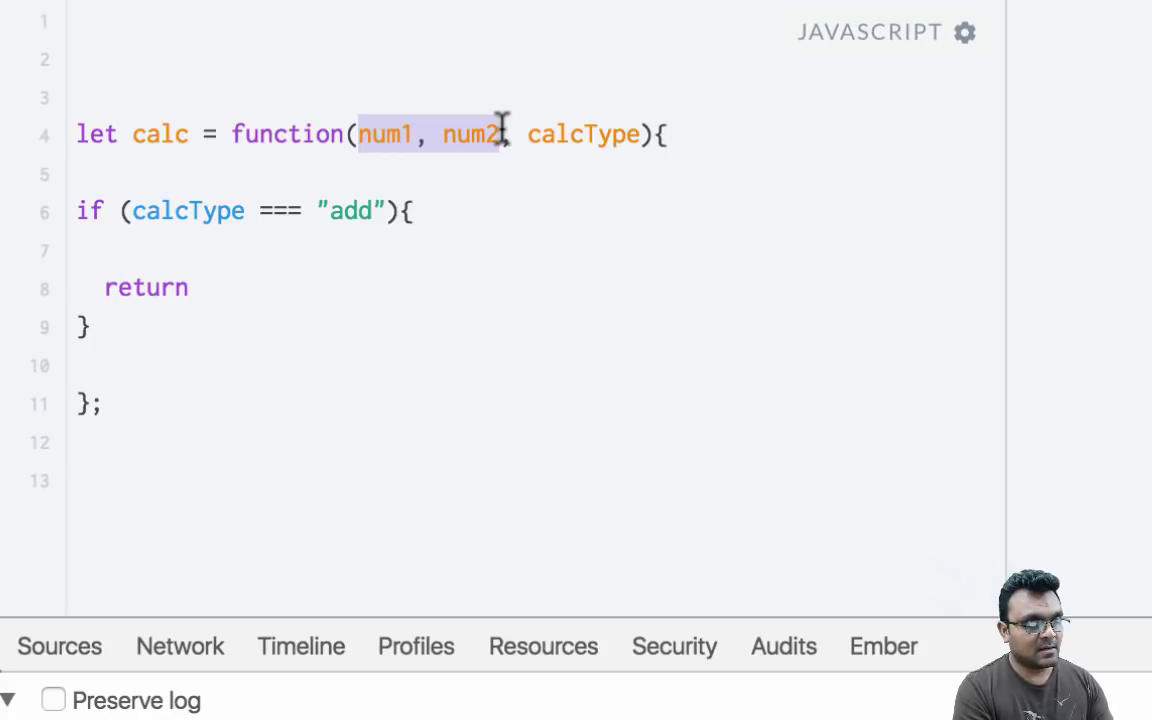 1
JAVASCRIPT
2
3
4 let calc = function(num1, num2, calcType){
5
6 if (calcType === "add"){
7
8 return
9 }
10
11 };
12
13
Sources Network Timeline Profiles Resources Security Audits Ember
Preserve log